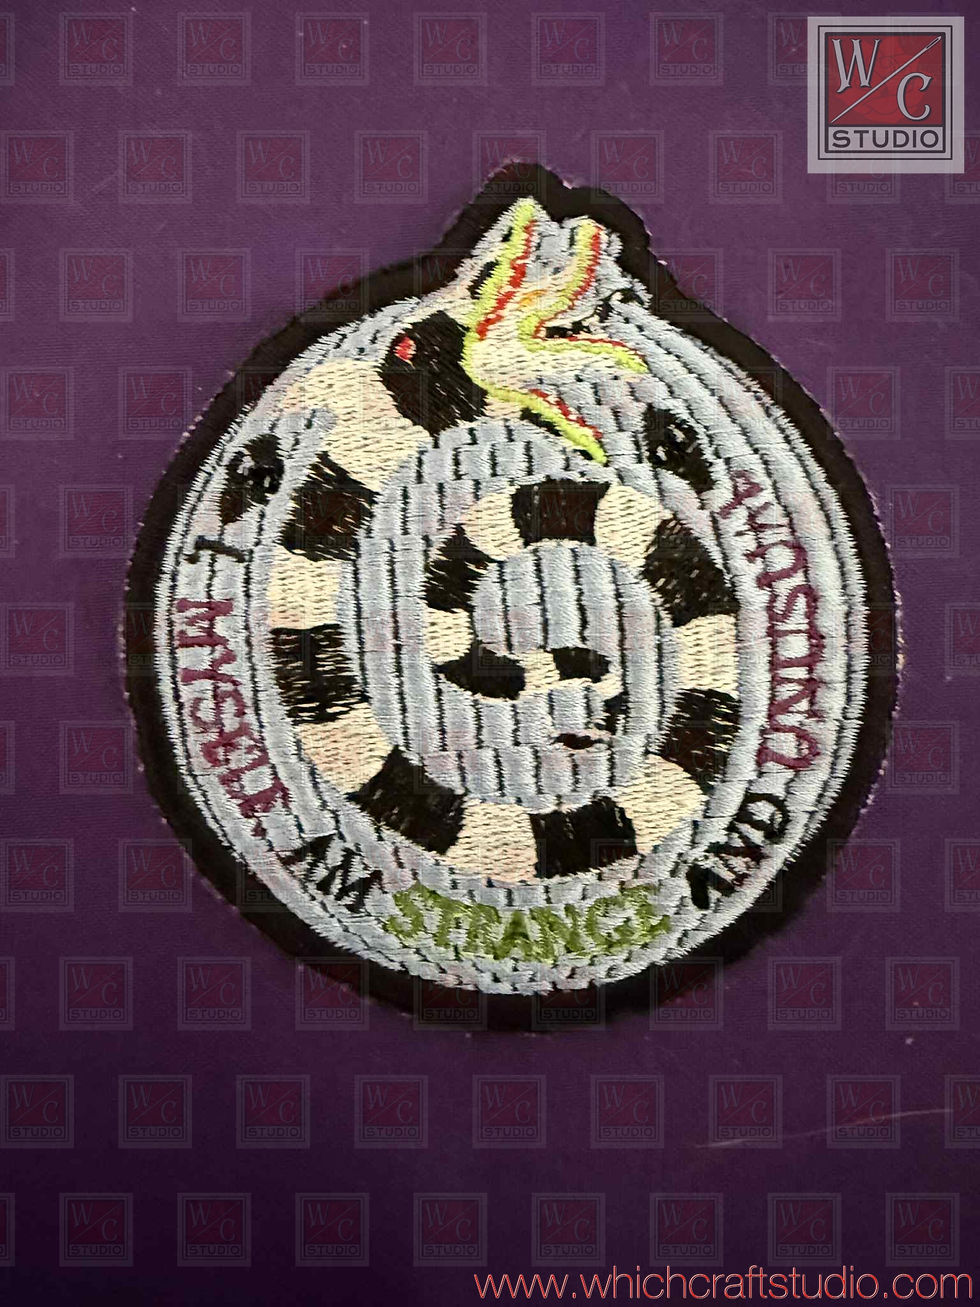 W/C
STUDIO
I MYSELF, AM STRANGE AND UNUSUAL
www.whichcraftstudio.com